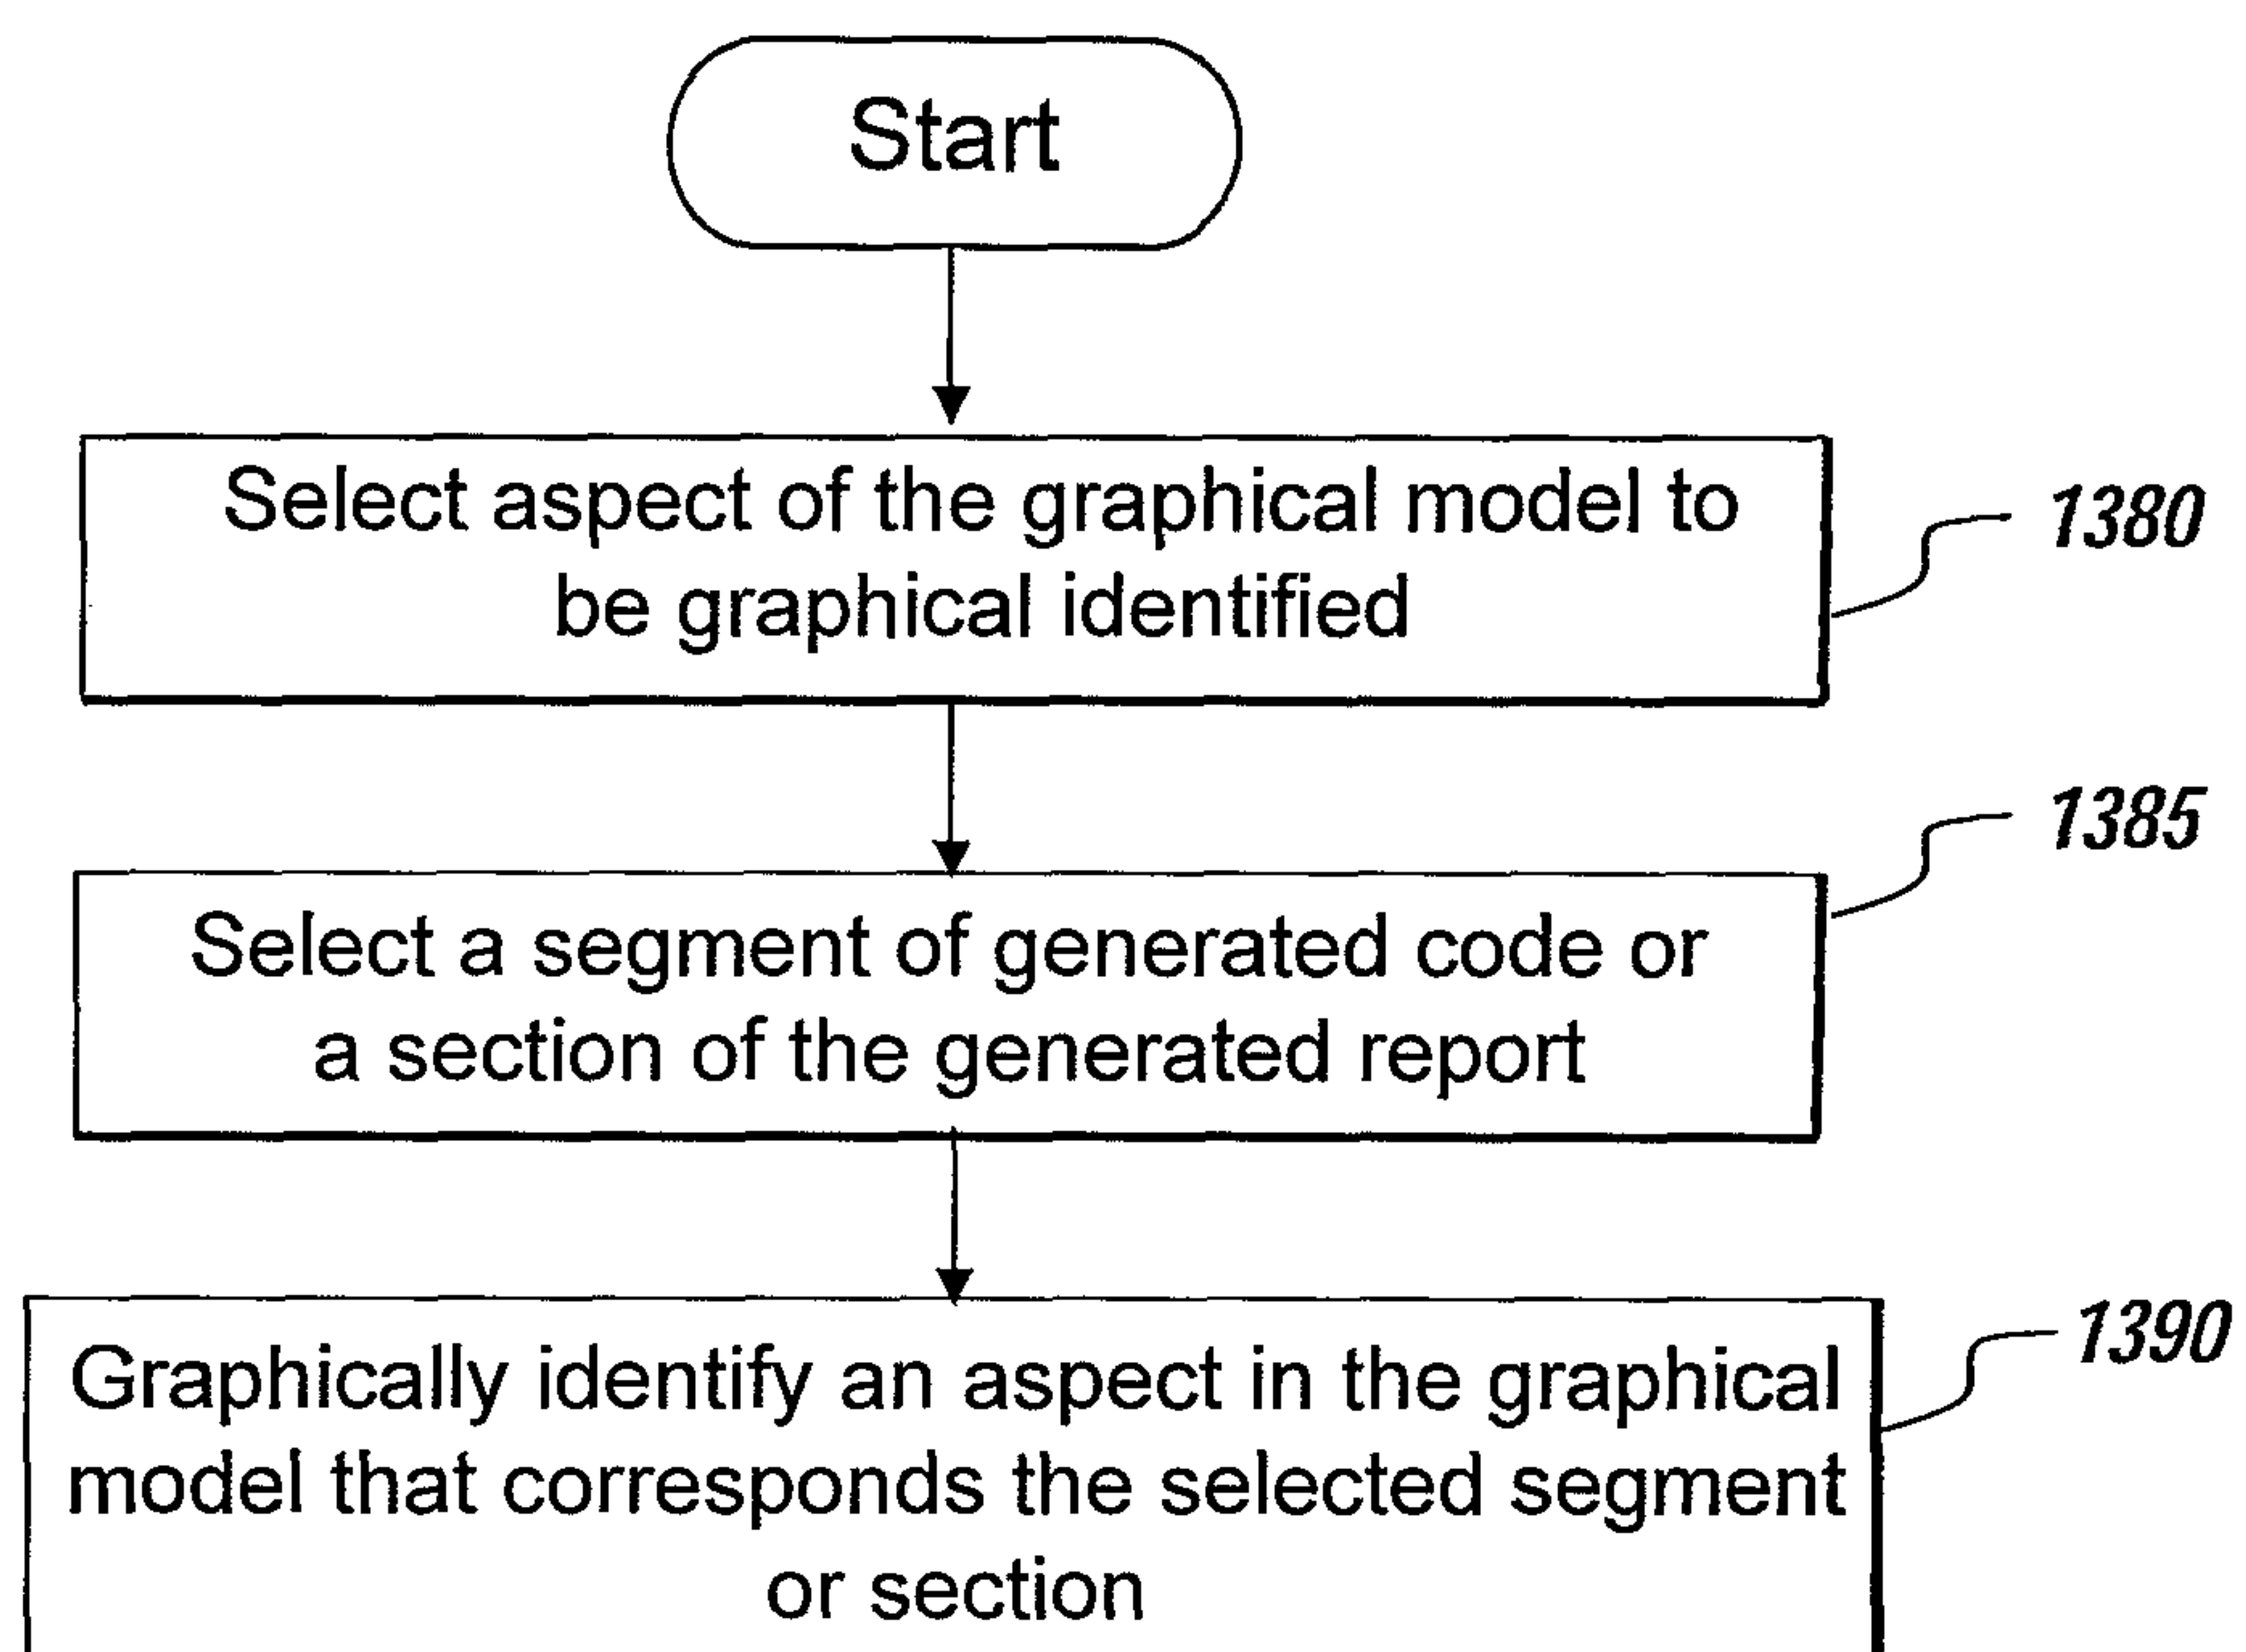 Start
Select aspect of the graphical model to
be graphical identified
1380
Select a segment of generated code or
a section of the generated report
1385
Graphically identify an aspect in the graphical
model that corresponds the selected segment
or section
1390